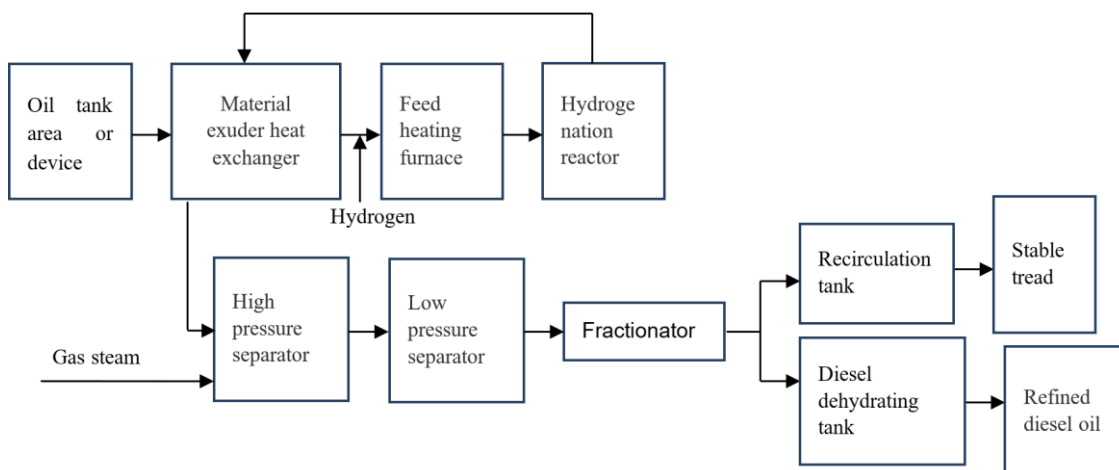 Oil tank
area or
device
Material
exuder heat
exchanger
Feed
heating
furnace
Hydroge
nation
reactor
Hydrogen
High
pressure
separator
Low
pressure
separator
Gas steam
Fractionator
Recirculation
tank
Stable
tread
Diesel
dehydrating
tank
Refined
diesel oil